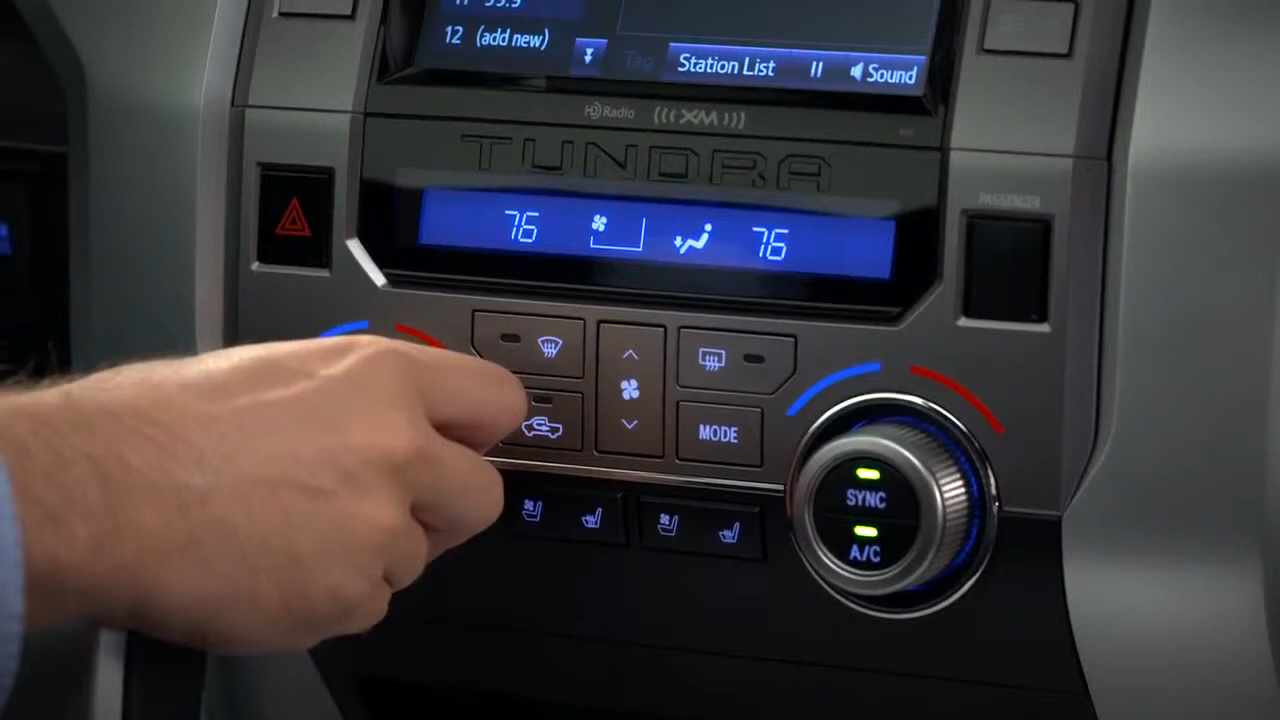 12 (add new)
Station List
Sound
HD Radio
((( XM )))
TUNDRA
PASSENGER
76
76
MODE
SYNC
A/C